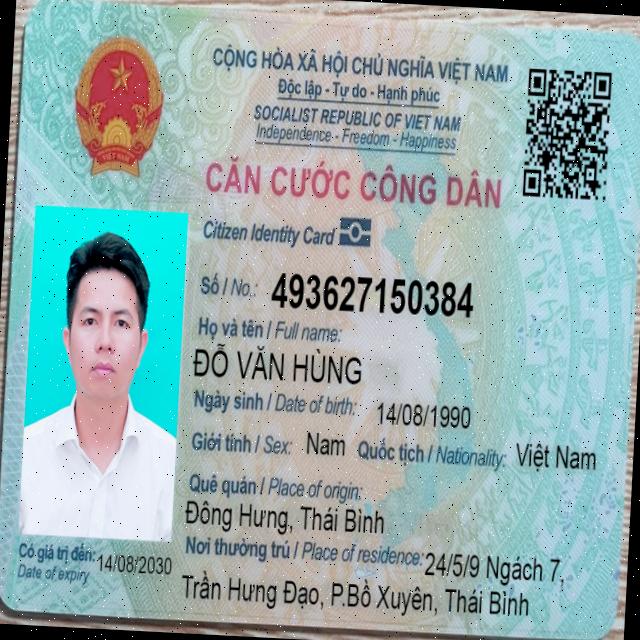 CỘNG HÒA XÃ HỘI CHỦ NGHĨA VIỆT NAM
Độc lập - Tự do - Hạnh phúc
SOCIALIST REPUBLIC OF VIET NAM
Independence - Freedom - Happiness
CĂN CƯỚC CÔNG DÂN
Citizen Identity Card
Số / No.: 493627150384
Họ và tên / Full name:
ĐỖ VĂN HÙNG
Ngày sinh / Date of birth: 14/08/1990
Giới tính / Sex: Nam Quốc tịch / Nationality: Việt Nam
Quê quán / Place of origin:
Đông Hưng, Thái Bình
Nơi thường trú / Place of residence: 24/5/9 Ngách 7,
Trần Hưng Đạo, P.Bồ Xuyên, Thái Bình
Có giá trị đến: 14/08/2030
Date of expiry
VIỆT NAM